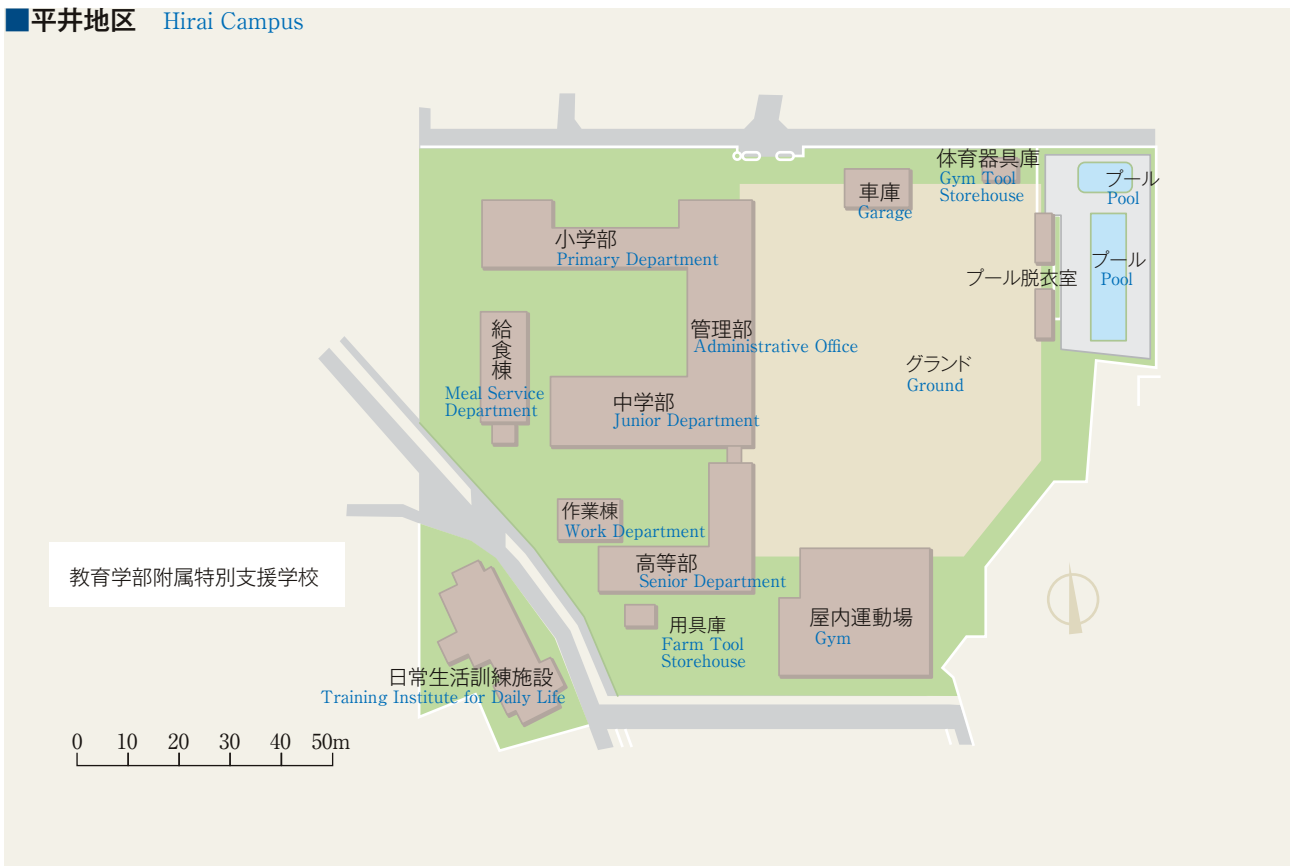 ■平井地区 Hirai Campus
体育器具庫
Gym Tool
Storehouse
プール
Pool
車庫
Garage
小学部
Primary Department
プール
Pool
プール脱衣室
給食棟
Meal Service
Department
管理部
Administrative Office
グランド
Ground
中学部
Junior Department
作業棟
Work Department
高等部
Senior Department
教育学部附属特別支援学校
用具庫
Farm Tool
Storehouse
屋内運動場
Gym
日常生活訓練施設
Training Institute for Daily Life
0 10 20 30 40 50m